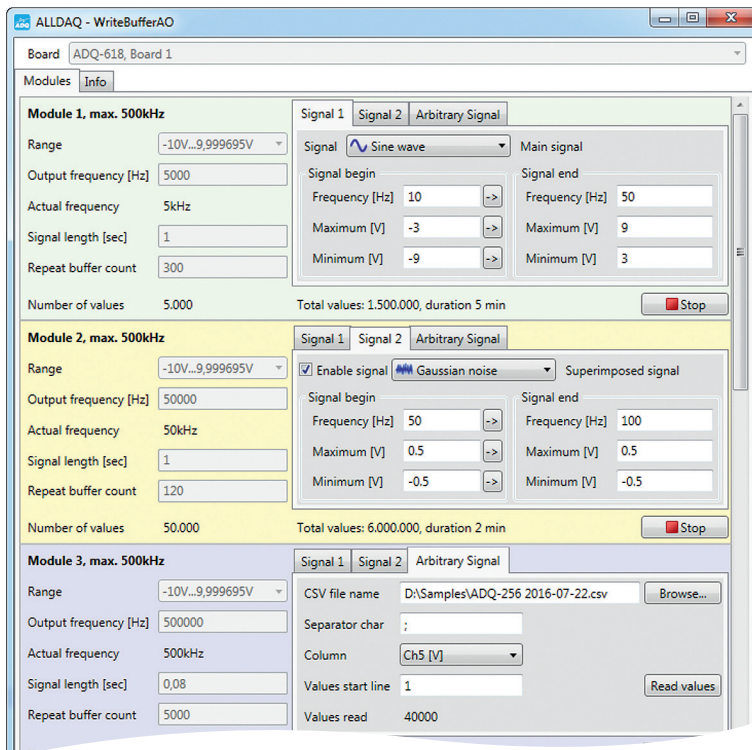 ALLDAQ - WriteBufferAO
Board ADQ-618, Board 1
Modules Info
Module 1, max. 500kHz
Range -10V...9,999695V
Output frequency [Hz] 5000
Actual frequency 5kHz
Signal length [sec] 1
Repeat buffer count 300
Number of values 5.000
Signal 1 Signal 2 Arbitrary Signal
Signal Sine wave Main signal
Signal begin Signal end
Frequency [Hz] 10 -> Frequency [Hz] 50
Maximum [V] -3 -> Maximum [V] 9
Minimum [V] -9 -> Minimum [V] 3
Total values: 1.500.000, duration 5 min Stop
Module 2, max. 500kHz
Range -10V...9,999695V
Output frequency [Hz] 50000
Actual frequency 50kHz
Signal length [sec] 1
Repeat buffer count 120
Number of values 50.000
Signal 1 Signal 2 Arbitrary Signal
Enable signal Gaussian noise Superimposed signal
Signal begin Signal end
Frequency [Hz] 50 -> Frequency [Hz] 100
Maximum [V] 0.5 -> Maximum [V] 0.5
Minimum [V] -0.5 -> Minimum [V] -0.5
Total values: 6.000.000, duration 2 min Stop
Module 3, max. 500kHz
Range -10V...9,999695V
Output frequency [Hz] 500000
Actual frequency 500kHz
Signal length [sec] 0,08
Repeat buffer count 5000
Signal 1 Signal 2 Arbitrary Signal
CSV file name D:\Samples\ADQ-256 2016-07-22.csv Browse...
Separator char ;
Column Ch5 [V]
Values start line 1 Read values
Values read 40000